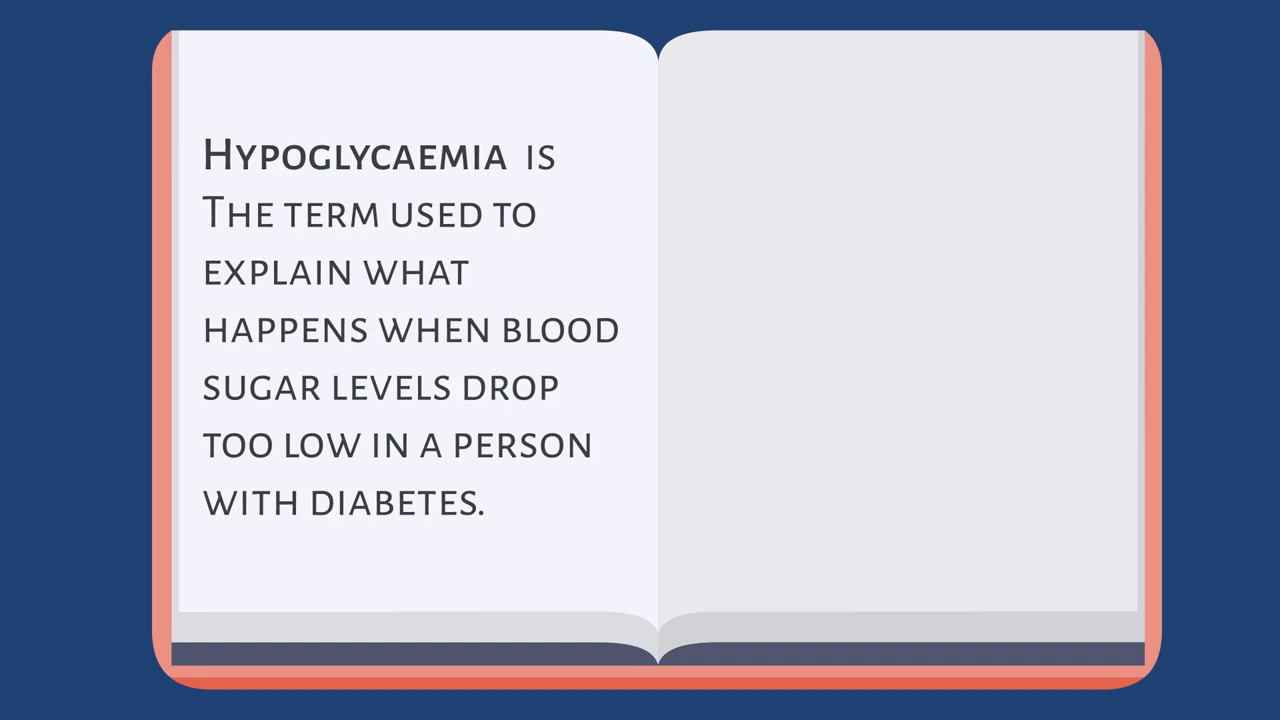 Hypoglycaemia is
The term used to
explain what
happens when blood
sugar levels drop
too low in a person
with diabetes.